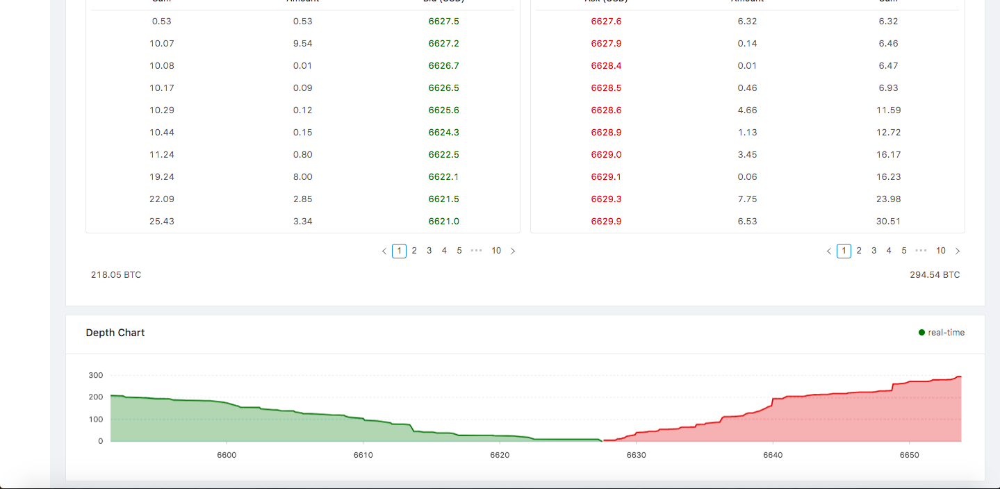 Sum Amount Bid (USD) Ask (USD) Amount Sum
0.53 0.53 6627.5 6627.6 6.32 6.32
10.07 9.54 6627.2 6627.9 0.14 6.46
10.08 0.01 6626.7 6628.4 0.01 6.47
10.17 0.09 6626.5 6628.5 0.46 6.93
10.29 0.12 6625.6 6628.6 4.66 11.59
10.44 0.15 6624.3 6628.9 1.13 12.72
11.24 0.80 6622.5 6629.0 3.45 16.17
19.24 8.00 6622.1 6629.1 0.06 16.23
22.09 2.85 6621.5 6629.3 7.75 23.98
25.43 3.34 6621.0 6629.9 6.53 30.51
< 1 2 3 4 5 ••• 10 > < 1 2 3 4 5 ••• 10 >
218.05 BTC 294.54 BTC
Depth Chart real-time
300
200
100
0
6600 6610 6620 6630 6640 6650